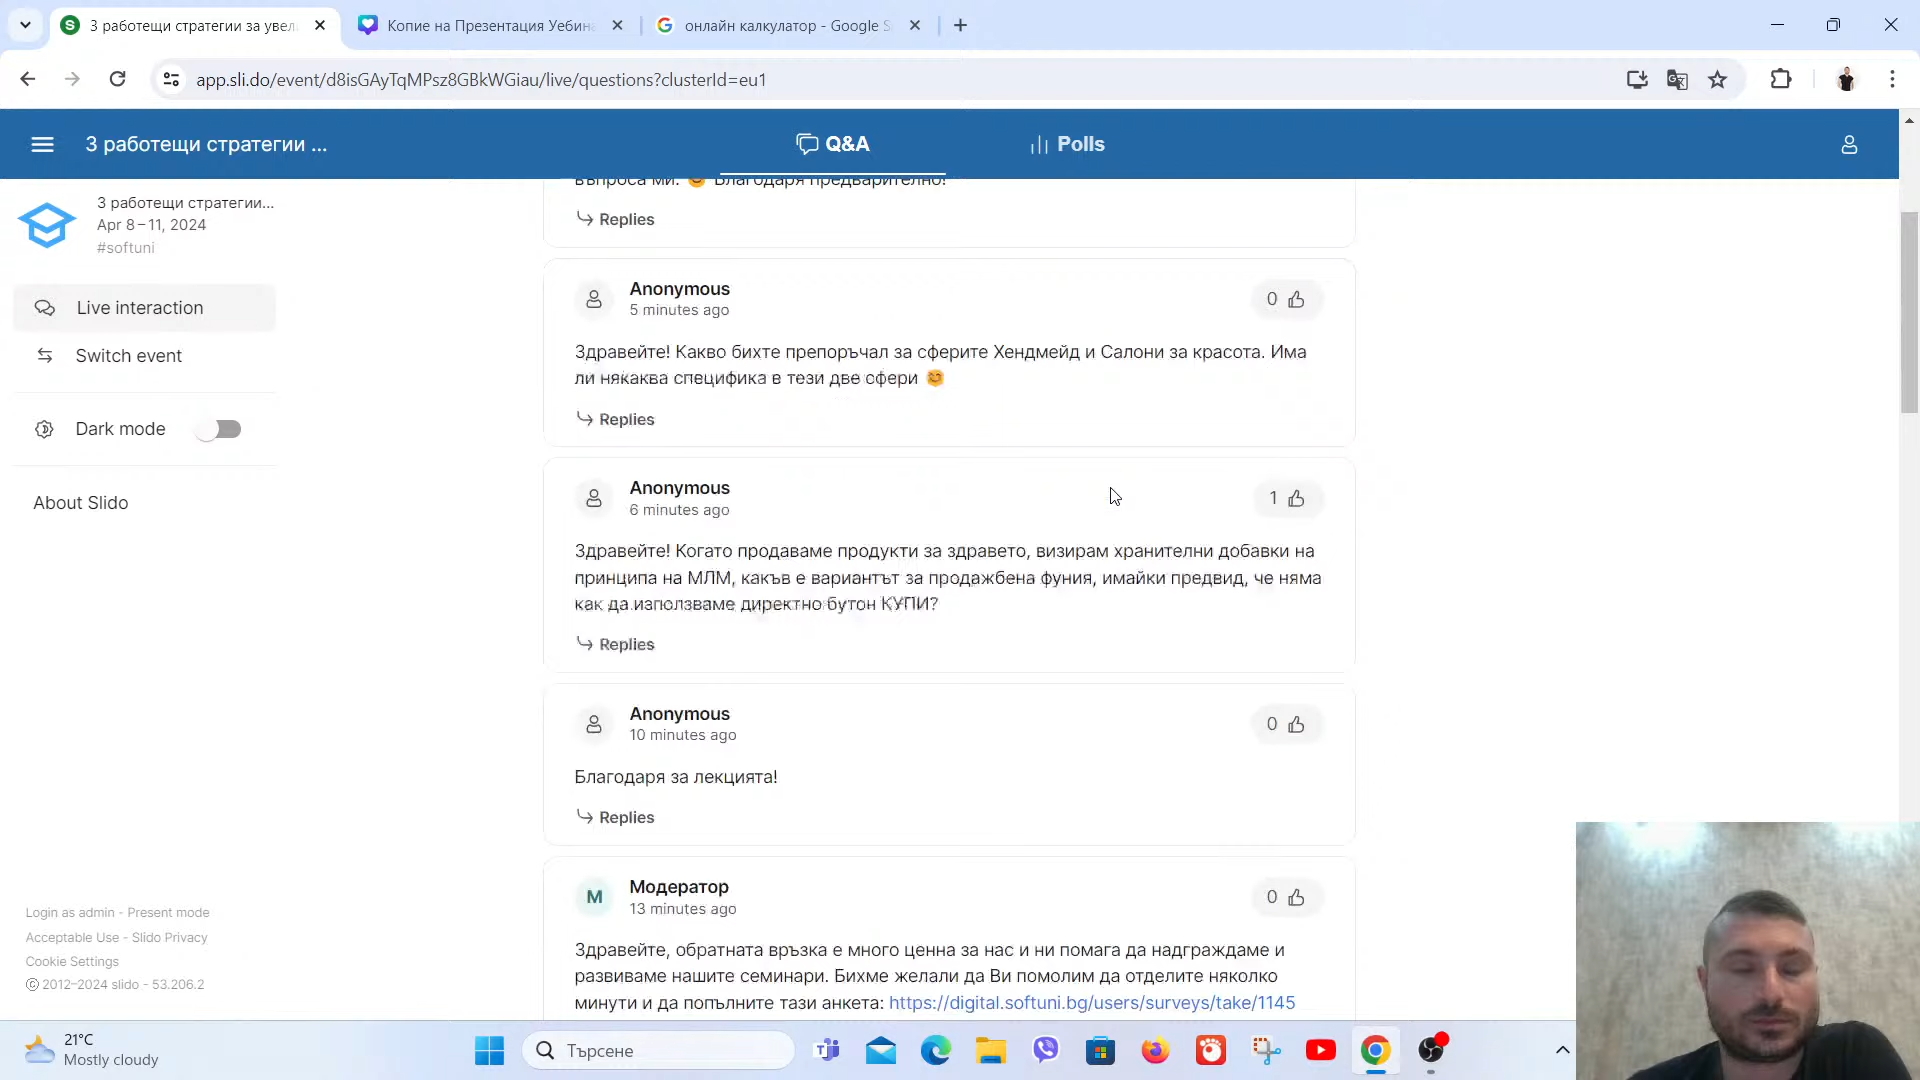 3 работещи стратегии за увел
Копие на Презентация Уебина
онлайн калкулатор - Google S
app.sli.do/event/d8isGAyTqMPsz8GBkWGiau/live/questions?clusterId=eu1
3 работещи стратегии ...
Q&A
Polls
3 работещи стратегии...
Apr 8 – 11, 2024
#softuni
Live interaction
Switch event
Dark mode
About Slido
Login as admin - Present mode
Acceptable Use - Slido Privacy
Cookie Settings
© 2012–2024 slido - 53.206.2
въпроса ми. 😊 Благодаря предварително!
Replies
Anonymous
5 minutes ago
0
Здравейте! Какво бихте препоръчал за сферите Хендмейд и Салони за красота. Има
ли някаква специфика в тези две сфери 😊
Replies
Anonymous
6 minutes ago
1
Здравейте! Когато продаваме продукти за здравето, визирам хранителни добавки на
принципа на МЛМ, какъв е вариантът за продажбена фуния, имайки предвид, че няма
как да използваме директно бутон КУПИ?
Replies
Anonymous
10 minutes ago
0
Благодаря за лекцията!
Replies
М
Модератор
13 minutes ago
0
Здравейте, обратната връзка е много ценна за нас и ни помага да надграждаме и
развиваме нашите семинари. Бихме желали да Ви помолим да отделите няколко
минути и да попълните тази анкета: https://digital.softuni.bg/users/surveys/take/1145
21°C
Mostly cloudy
Търсене